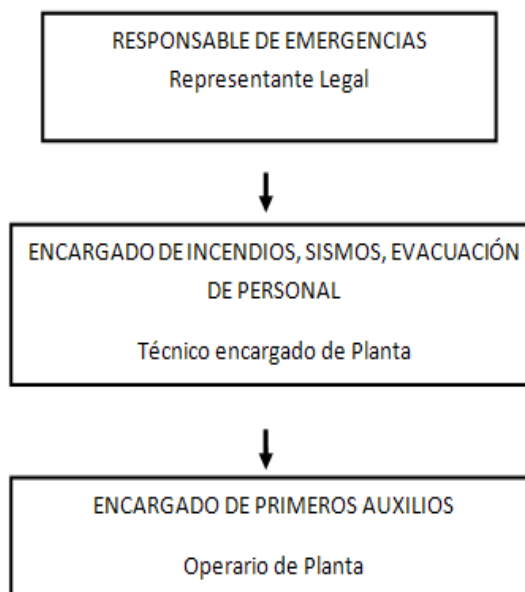 RESPONSABLE DE EMERGENCIAS
Representante Legal
ENCARGADO DE INCENDIOS, SISMOS, EVACUACIÓN
DE PERSONAL
Técnico encargado de Planta
ENCARGADO DE PRIMEROS AUXILIOS
Operario de Planta